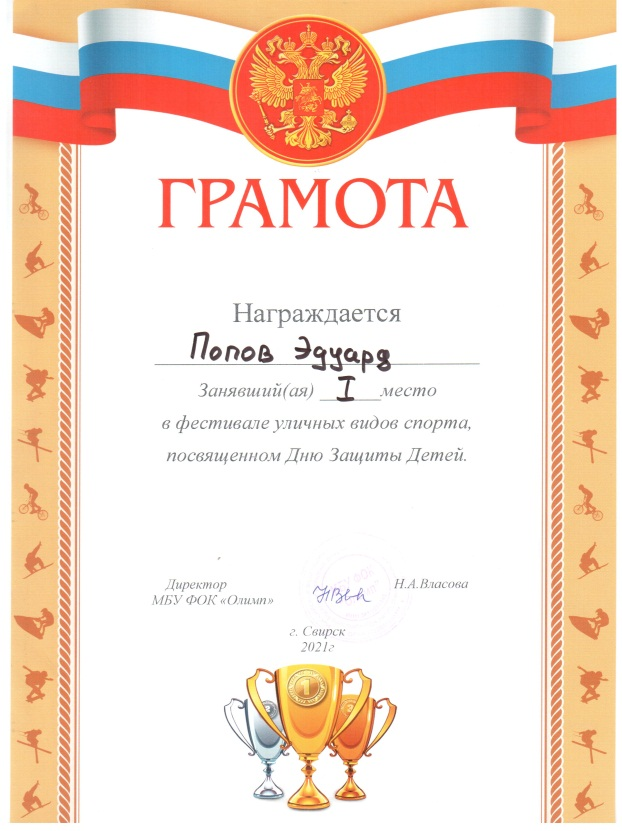 ГРАМОТА
Награждается
Попов Эдуард
Занявший(ая) I место
в фестивале уличных видов спорта,
посвященном Дню Защиты Детей.
Директор
МБУ ФОК «Олимп»
Н.А.Власова
г. Свирск
2021г
1